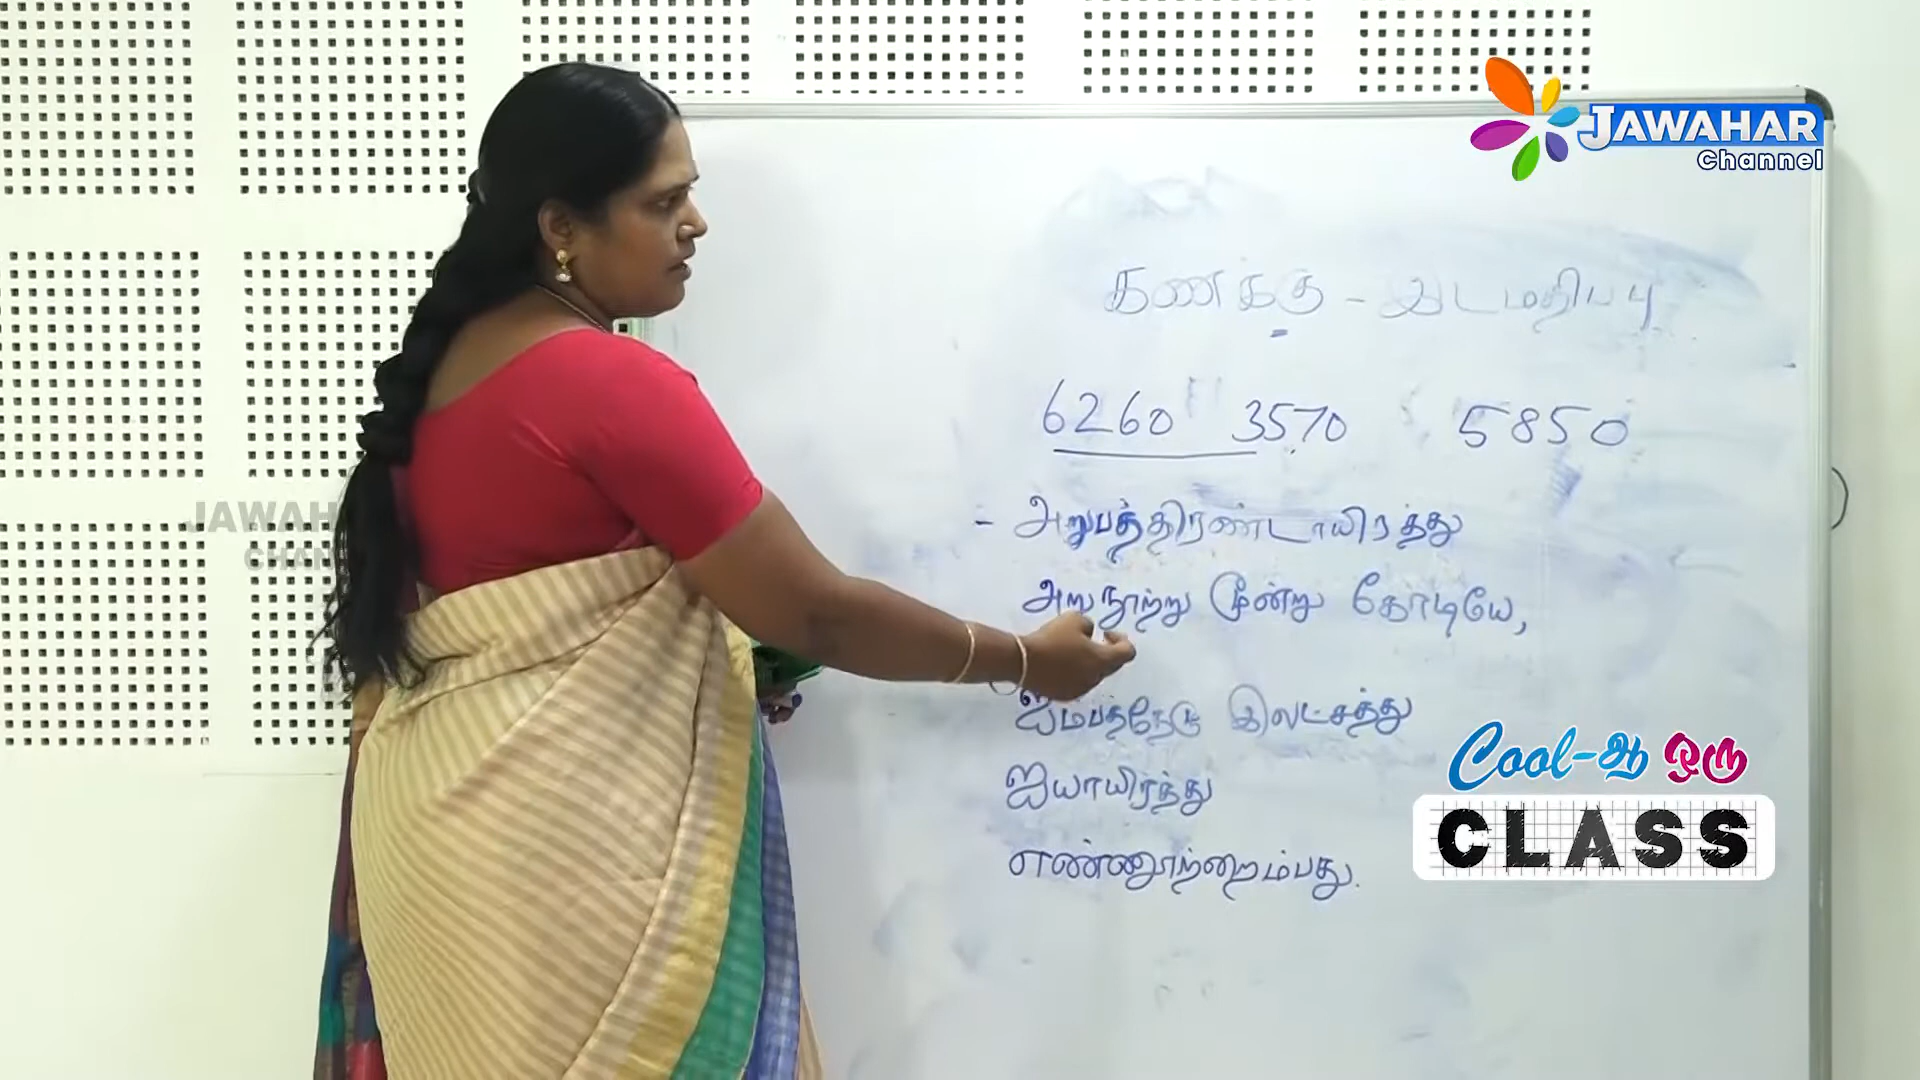 JAWAHAR
Channel
கணக்கு - இடமதிப்பு
6260 3570 5850
- அறுபத்திரண்டாயிரத்து
அறுநூற்று மூன்று கோடியே,
ஐம்பத்தேழு இலட்சத்து
ஐயாயிரத்து
எண்ணூற்றைம்பது.
Cool-ஆ ஒரு
CLASS